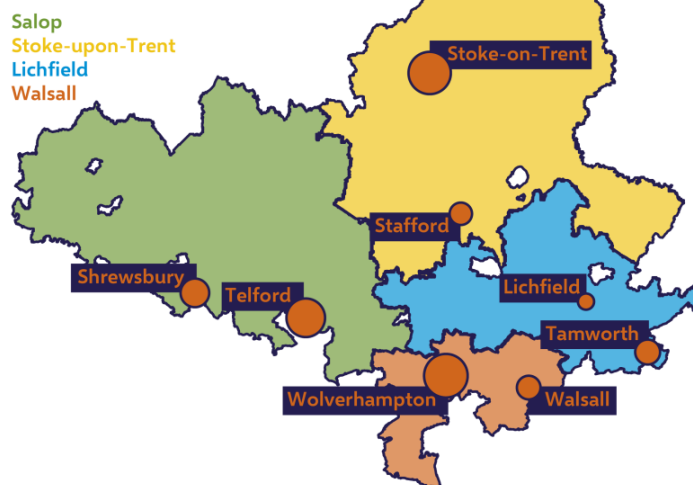 Salop
Stoke-upon-Trent
Lichfield
Walsall
Stoke-on-Trent
Stafford
Shrewsbury
Telford
Lichfield
Tamworth
Wolverhampton
Walsall